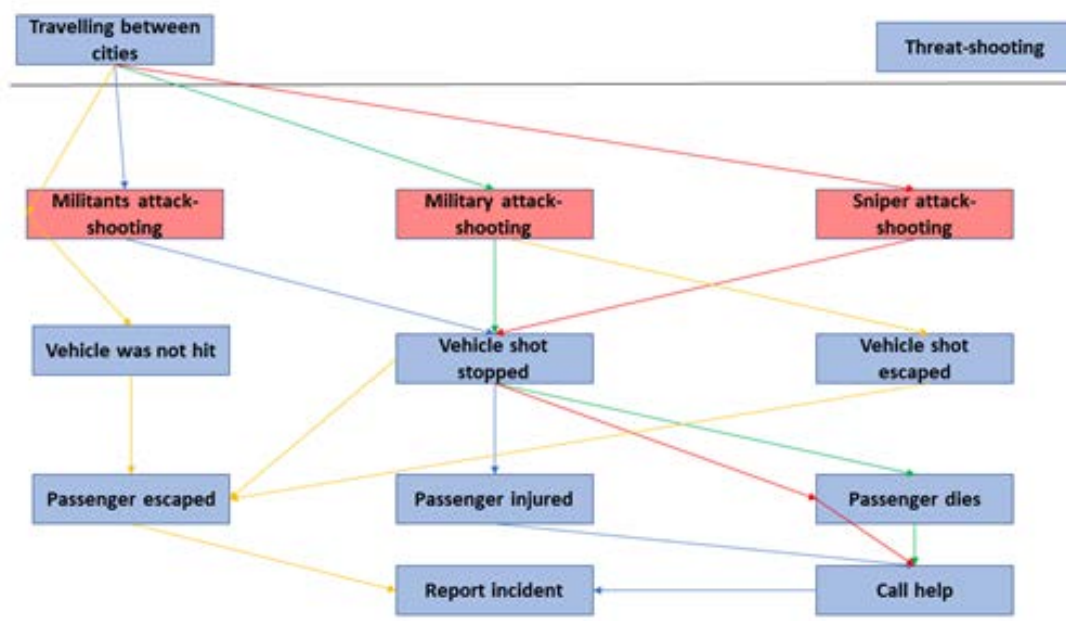 Travelling between
cities
Threat-shooting
Militants attack-
shooting
Military attack-
shooting
Sniper attack-
shooting
Vehicle was not hit
Vehicle shot
stopped
Vehicle shot
escaped
Passenger escaped
Passenger injured
Passenger dies
Report incident
Call help